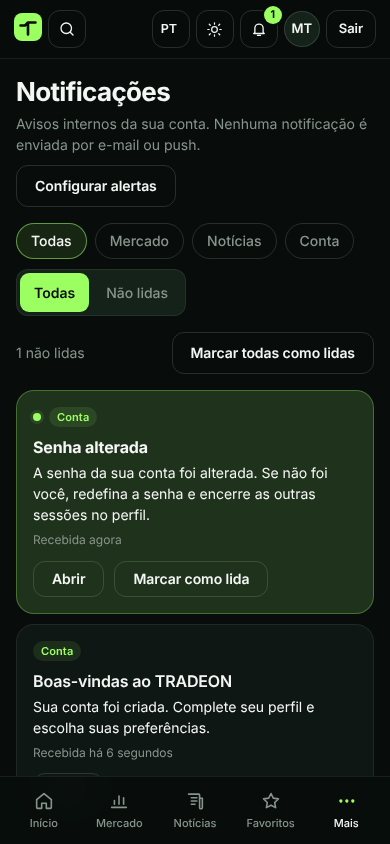 PT
1
MT
Sair
Notificações
Avisos internos da sua conta. Nenhuma notificação é
enviada por e-mail ou push.
Configurar alertas
Todas
Mercado
Notícias
Conta
Todas
Não lidas
1 não lidas
Marcar todas como lidas
Conta
Senha alterada
A senha da sua conta foi alterada. Se não foi
você, redefina a senha e encerre as outras
sessões no perfil.
Recebida agora
Abrir
Marcar como lida
Conta
Boas-vindas ao TRADEON
Sua conta foi criada. Complete seu perfil e
escolha suas preferências.
Recebida há 6 segundos
Início
Mercado
Notícias
Favoritos
Mais